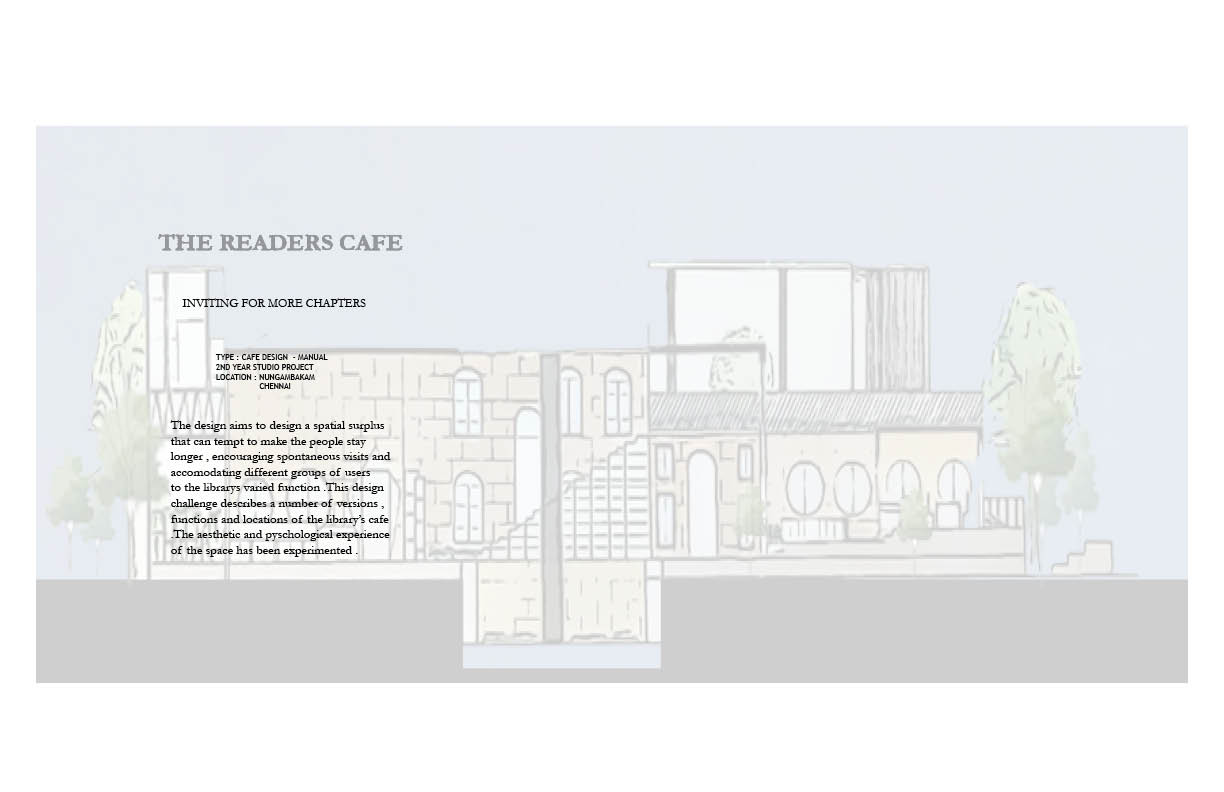 THE READERS CAFE
INVITING FOR MORE CHAPTERS
TYPE : CAFE DESIGN - MANUAL
2ND YEAR STUDIO PROJECT
LOCATION : NUNGAMBAKAM
CHENNAI
The design aims to design a spatial surplus
that can tempt to make the people stay
longer , encouraging spontaneous visits and
accomodating different groups of users
to the librarys varied function .This design
challenge describes a number of versions ,
functions and locations of the library's cafe
.The aesthetic and pyschological experience
of the space has been experimented .